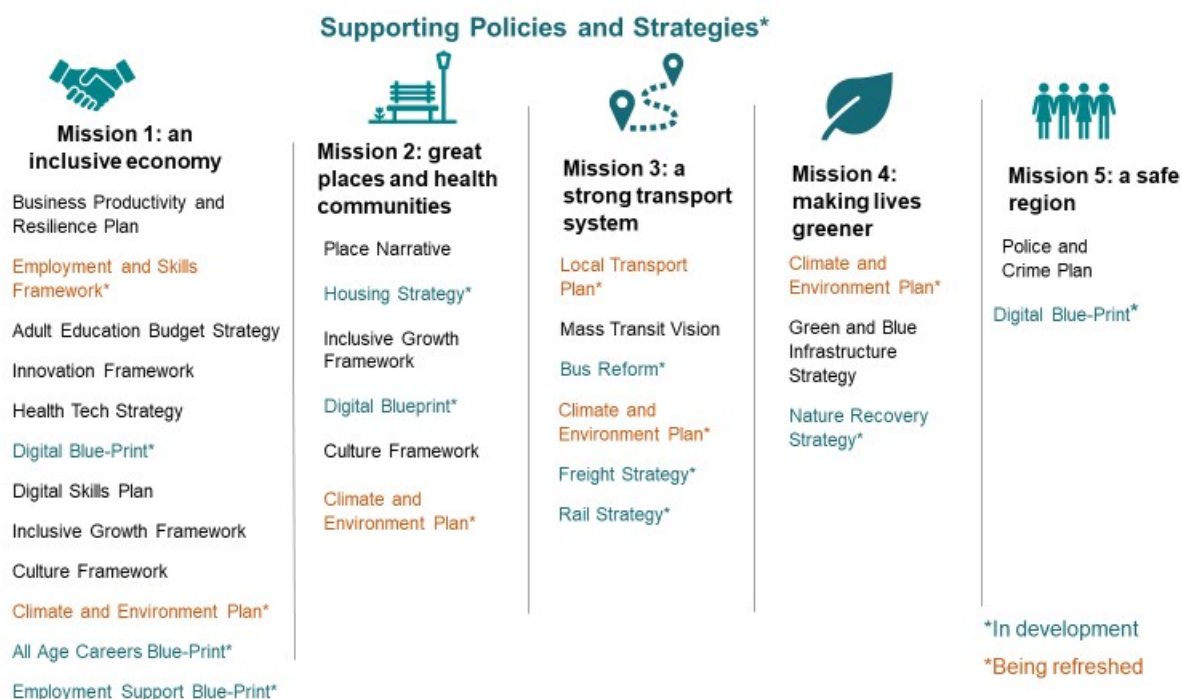 Supporting Policies and Strategies*
Mission 1: an
inclusive economy
Business Productivity and
Resilience Plan
Employment and Skills
Framework*
Adult Education Budget Strategy
Innovation Framework
Health Tech Strategy
Digital Blue-Print*
Digital Skills Plan
Inclusive Growth Framework
Culture Framework
Climate and Environment Plan*
All Age Careers Blue-Print*
Employment Support Blue-Print*
Mission 2: great
places and health
communities
Place Narrative
Housing Strategy*
Inclusive Growth
Framework
Digital Blueprint*
Culture Framework
Climate and
Environment Plan*
Mission 3: a
strong transport
system
Local Transport
Plan*
Mass Transit Vision
Bus Reform*
Climate and
Environment Plan*
Freight Strategy*
Rail Strategy*
Mission 4:
making lives
greener
Climate and
Environment Plan*
Green and Blue
Infrastructure
Strategy
Nature Recovery
Strategy*
Mission 5: a safe
region
Police and
Crime Plan
Digital Blue-Print*
*In development
*Being refreshed